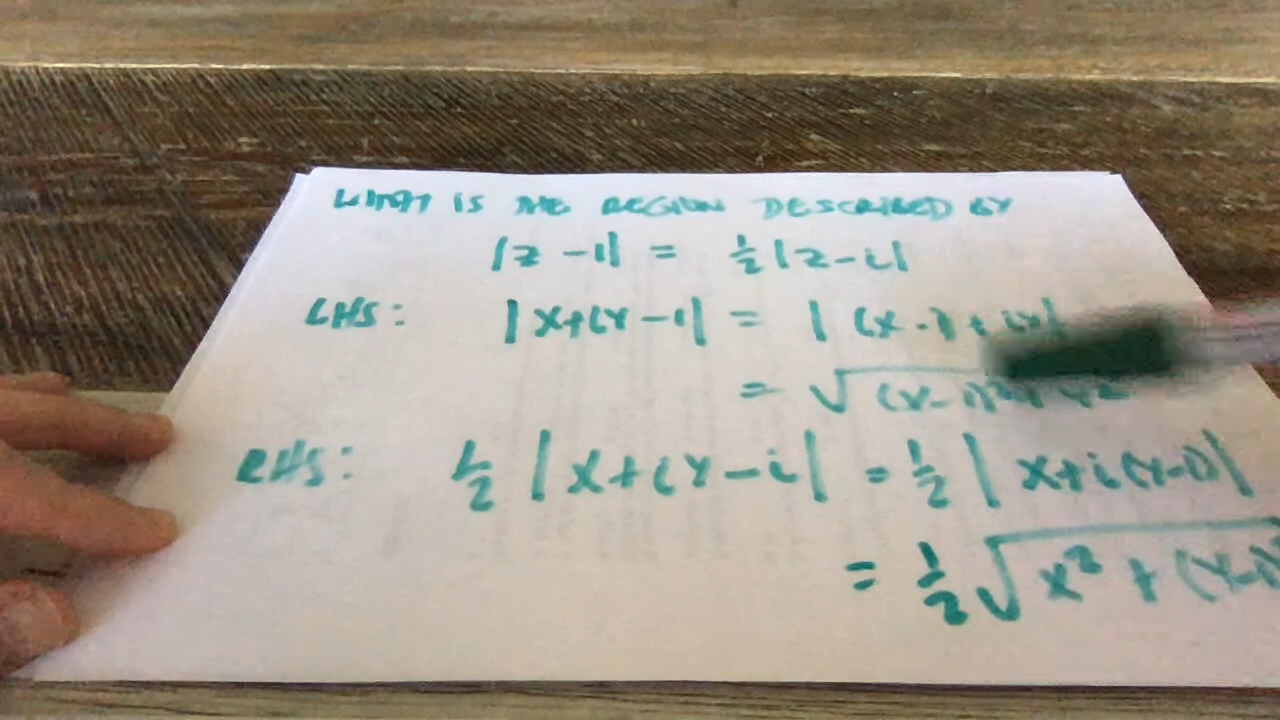 WHAT IS THE REGION DESCRIBED BY
|z - 1| = 1/2 |z - i|
LHS: |x+iy - 1| = |(x-1)+iy|
= √((x-1)²+y²)
RHS: 1/2 |x+iy-i| = 1/2 |x+i(y-1)|
= 1/2 √(x² + (y-1)